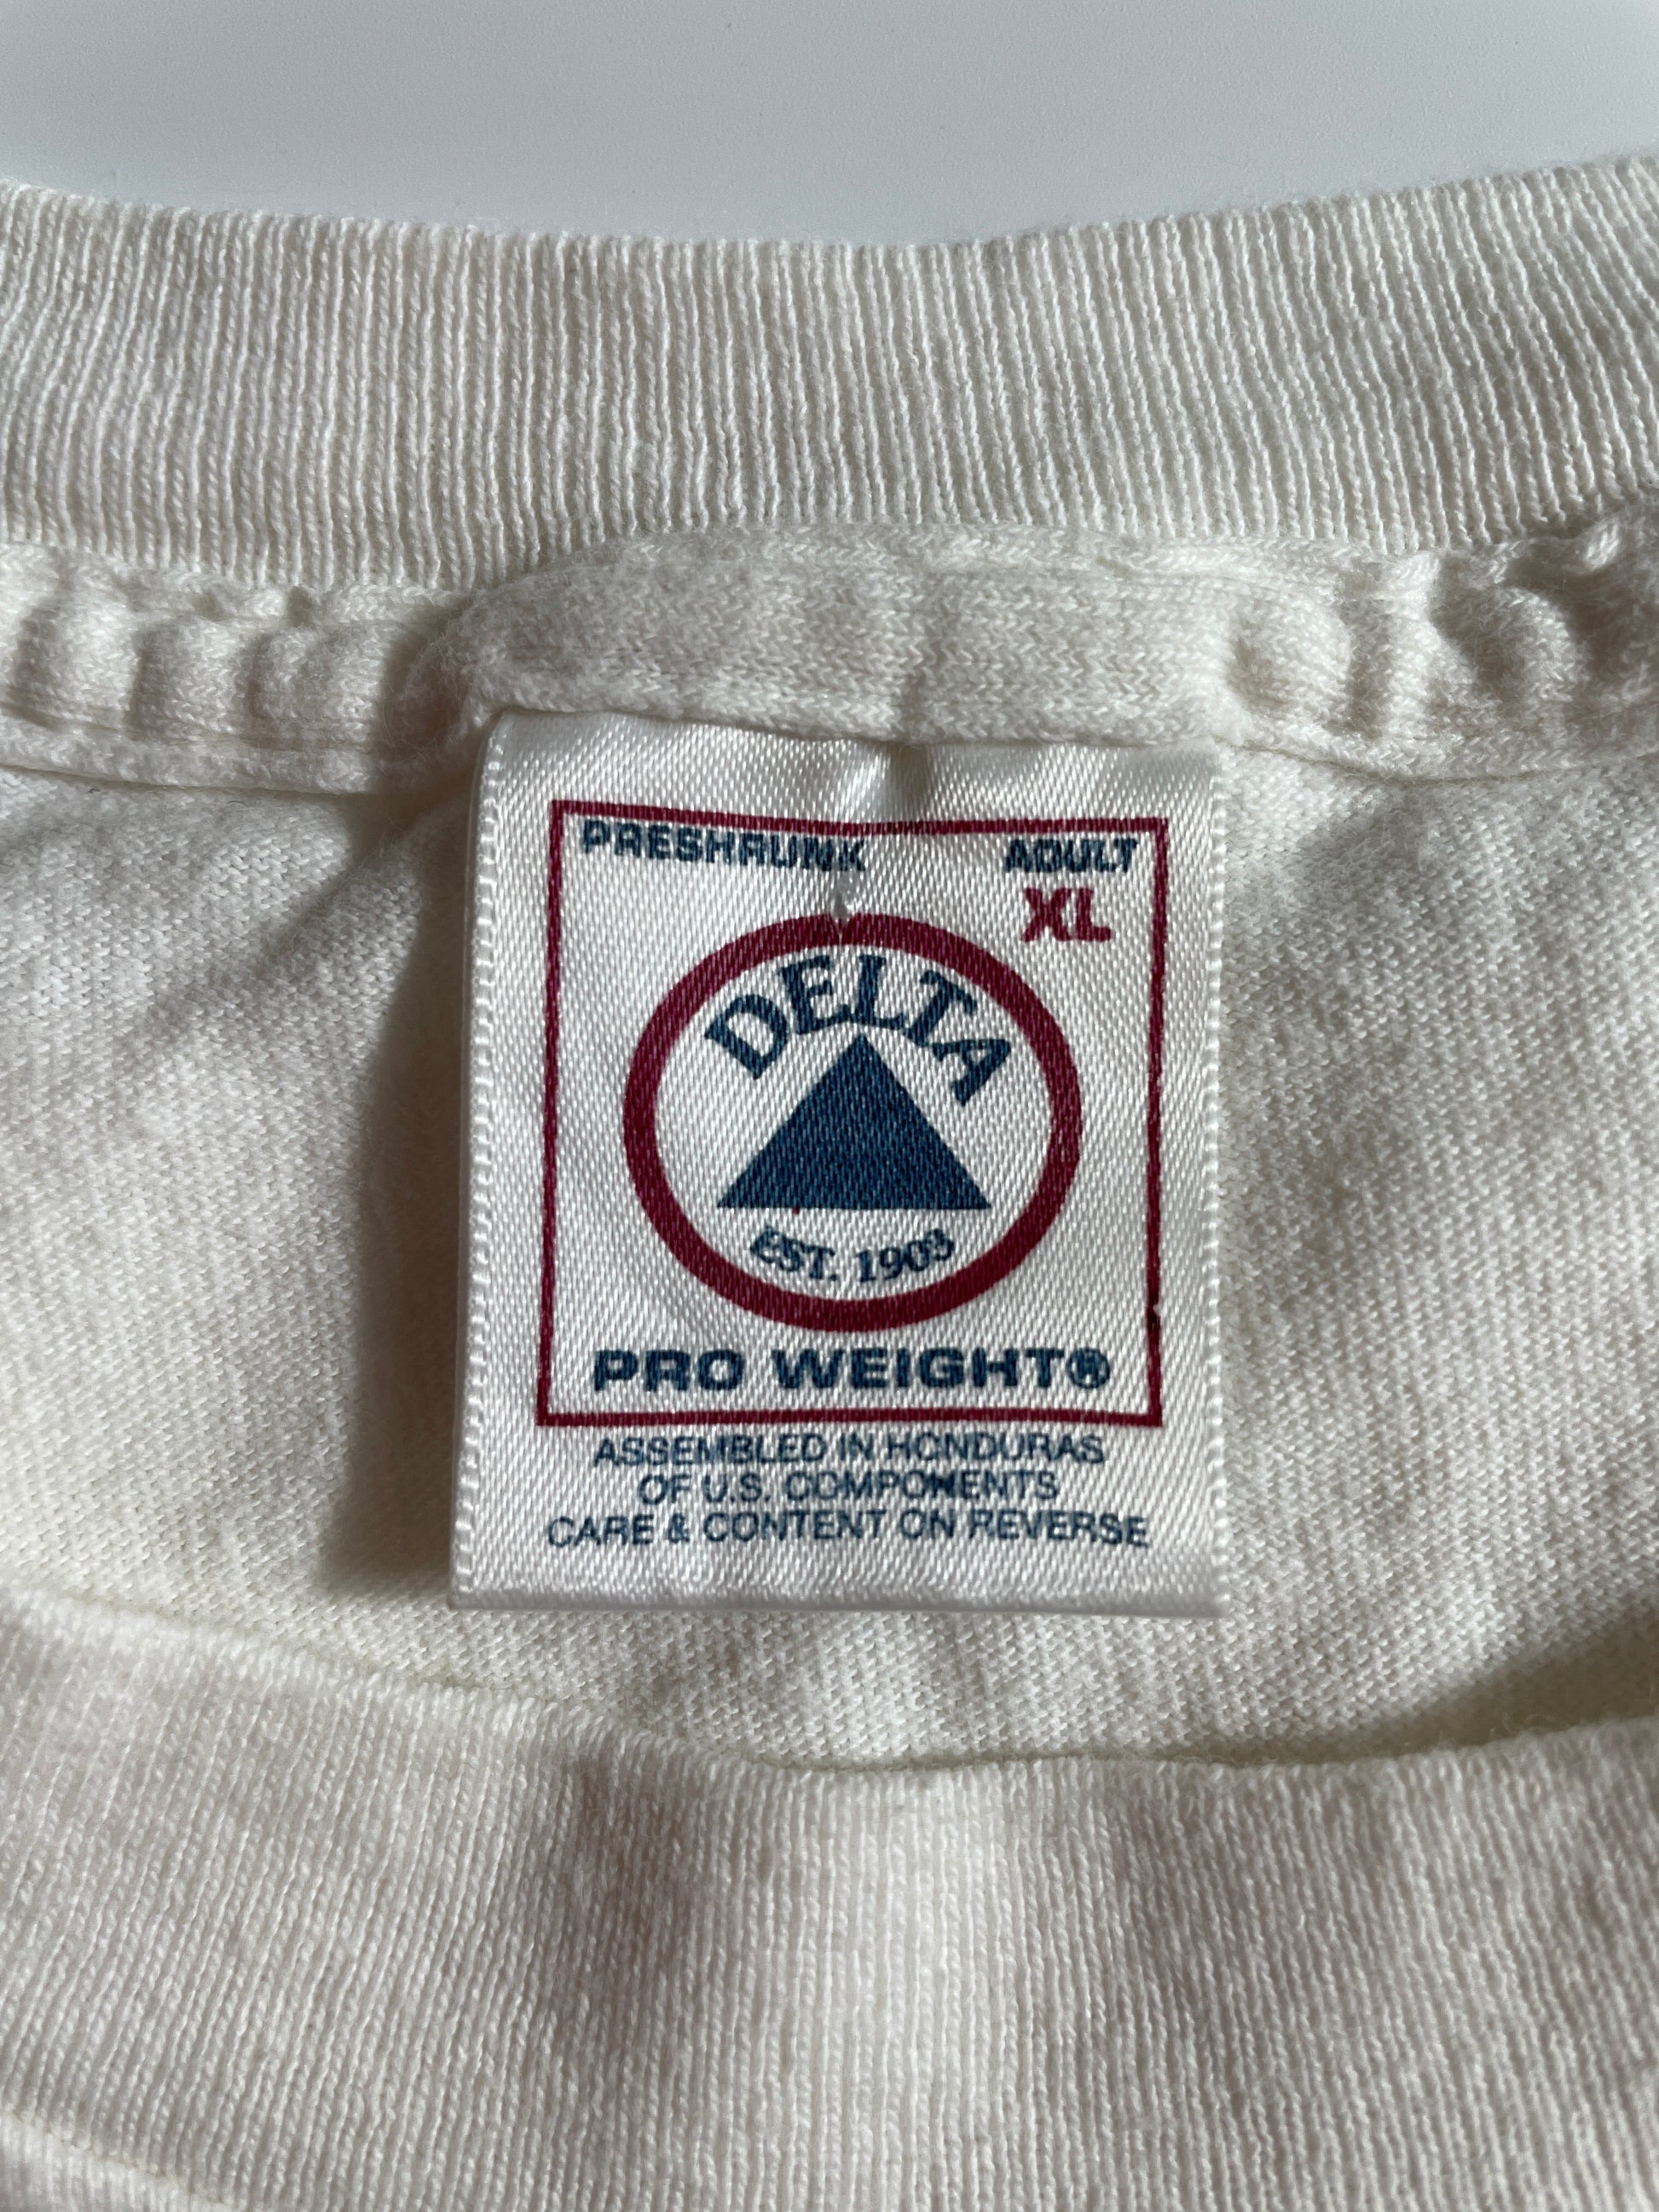 PRESHRUNK ADULT
XL
DELTA
EST. 1903
PRO WEIGHT®
ASSEMBLED IN HONDURAS
OF U.S. COMPONENTS
CARE & CONTENT ON REVERSE